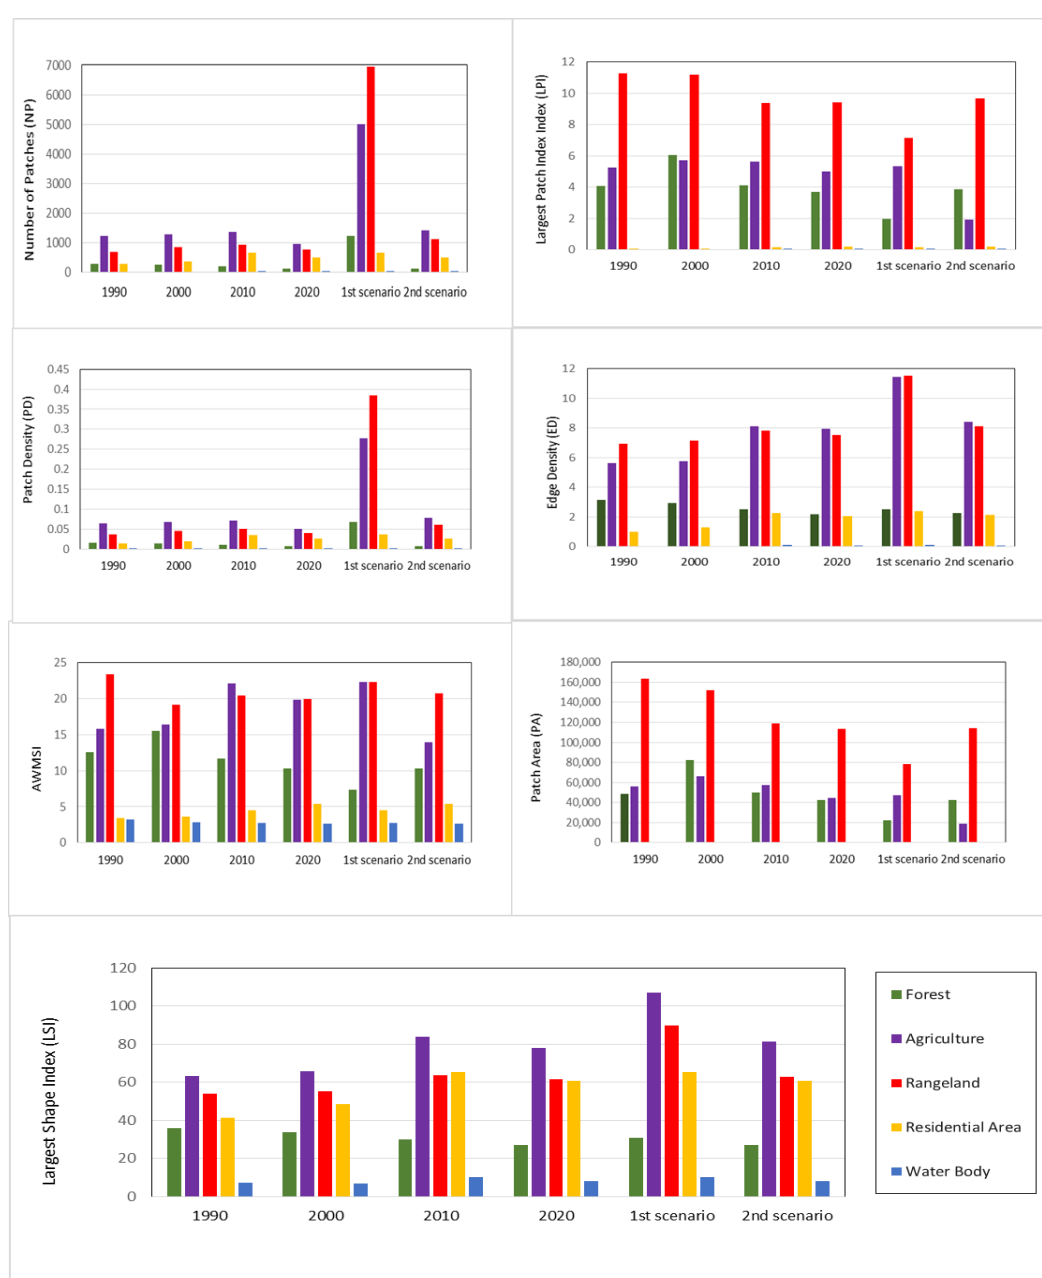 Number of Patches (NP)
7000
6000
5000
4000
3000
2000
1000
0
1990 2000 2010 2020 1st scenario 2nd scenario
Largest Patch Index Index (LPI)
12
10
8
6
4
2
0
1990 2000 2010 2020 1st scenario 2nd scenario
Patch Density (PD)
0.45
0.4
0.35
0.3
0.25
0.2
0.15
0.1
0.05
0
1990 2000 2010 2020 1st scenario 2nd scenario
Edge Density (ED)
12
10
8
6
4
2
0
1990 2000 2010 2020 1st scenario 2nd scenario
AWMSI
25
20
15
10
5
0
1990 2000 2010 2020 1st scenario 2nd scenario
Patch Area (PA)
180,000
160,000
140,000
120,000
100,000
80,000
60,000
40,000
20,000
0
1990 2000 2010 2020 1st scenario 2nd scenario
Largest Shape Index (LSI)
120
100
80
60
40
20
0
1990 2000 2010 2020 1st scenario 2nd scenario
Forest
Agriculture
Rangeland
Residential Area
Water Body